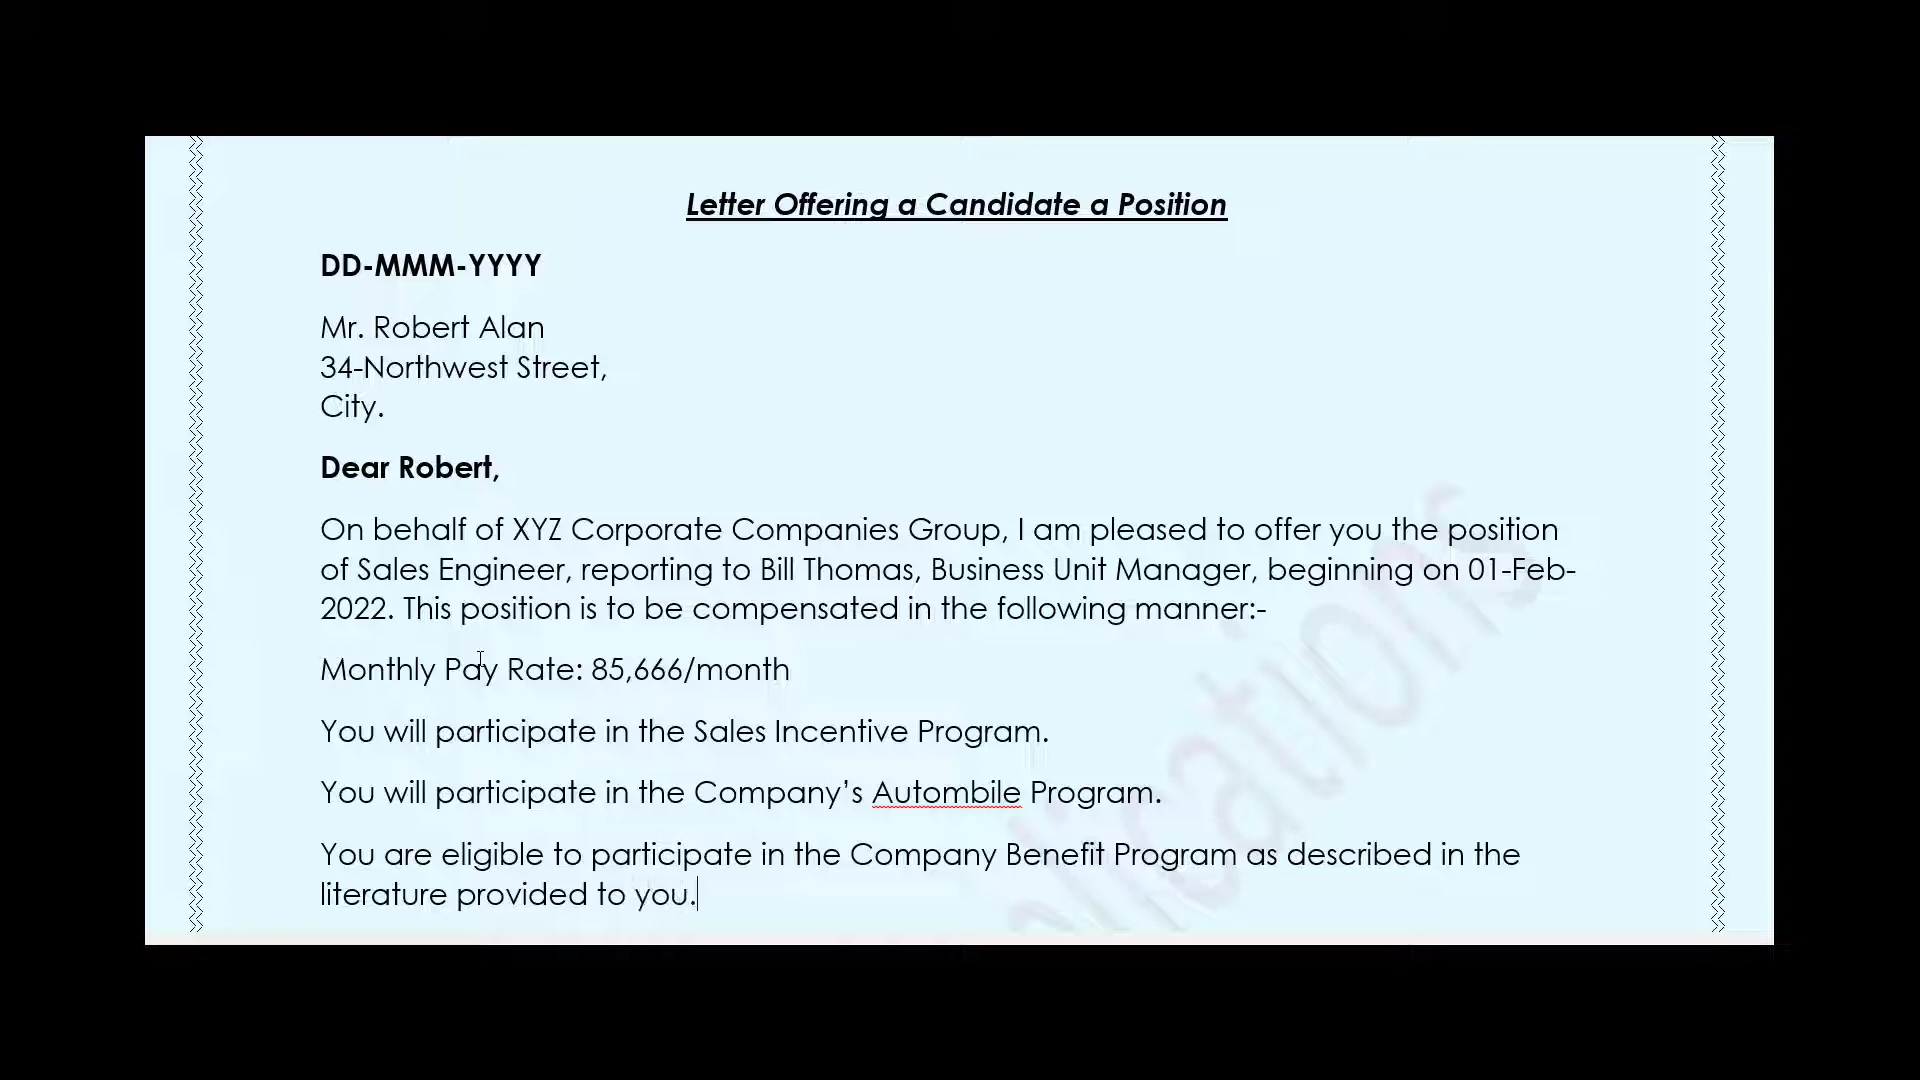 Letter Offering a Candidate a Position
DD-MMM-YYYY
Mr. Robert Alan
34-Northwest Street,
City.
Dear Robert,
On behalf of XYZ Corporate Companies Group, I am pleased to offer you the position
of Sales Engineer, reporting to Bill Thomas, Business Unit Manager, beginning on 01-Feb-
2022. This position is to be compensated in the following manner:-
Monthly Pay Rate: 85,666/month
You will participate in the Sales Incentive Program.
You will participate in the Company’s Autombile Program.
You are eligible to participate in the Company Benefit Program as described in the
literature provided to you.